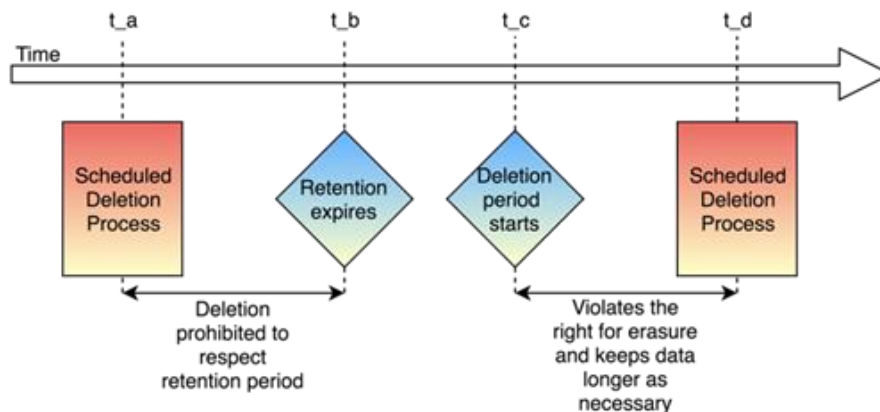 t_a t_b t_c t_d
Time
Scheduled
Deletion
Process
Retention
expires
Deletion
period
starts
Scheduled
Deletion
Process
Deletion
prohibited to
respect
retention period
Violates the
right for erasure
and keeps data
longer as
necessary